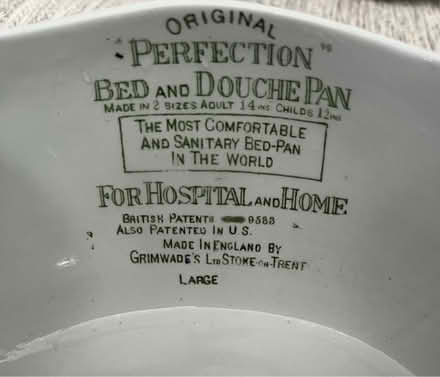 ORIGINAL
"PERFECTION"
BED AND DOUCHE PAN
MADE IN 2 SIZES ADULT 14 INS CHILDS 12 INS
THE MOST COMFORTABLE
AND SANITARY BED-PAN
IN THE WORLD
FOR HOSPITAL AND HOME
BRITISH PATENT 9583
ALSO PATENTED IN U.S.
MADE IN ENGLAND BY
GRIMWADE'S LTD STOKE-ON-TRENT
LARGE